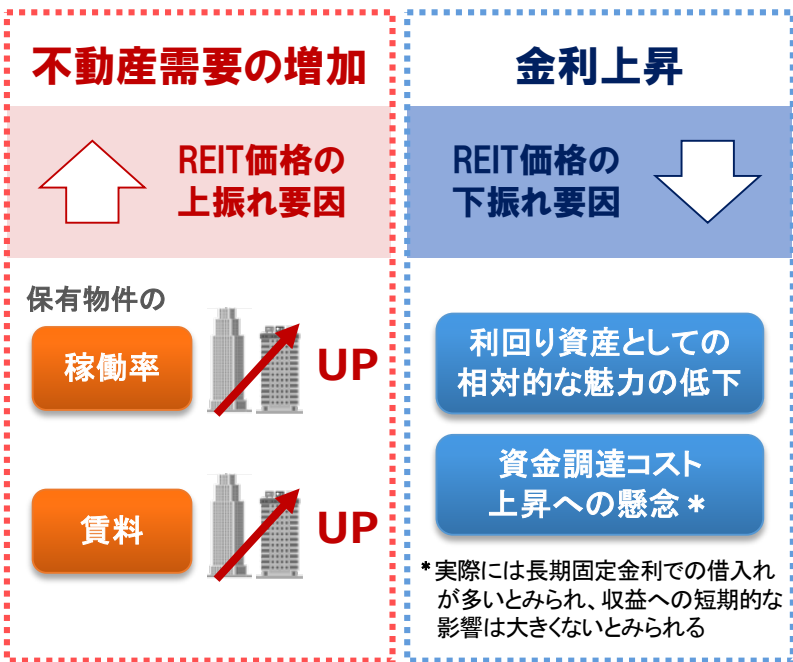 不動産需要の増加
REIT価格の
上振れ要因
保有物件の
稼働率
UP
賃料
UP
金利上昇
REIT価格の
下振れ要因
利回り資産としての
相対的な魅力の低下
資金調達コスト
上昇への懸念*
*実際には長期固定金利での借入れ
が多いとみられ、収益への短期的な
影響は大きくないとみられる